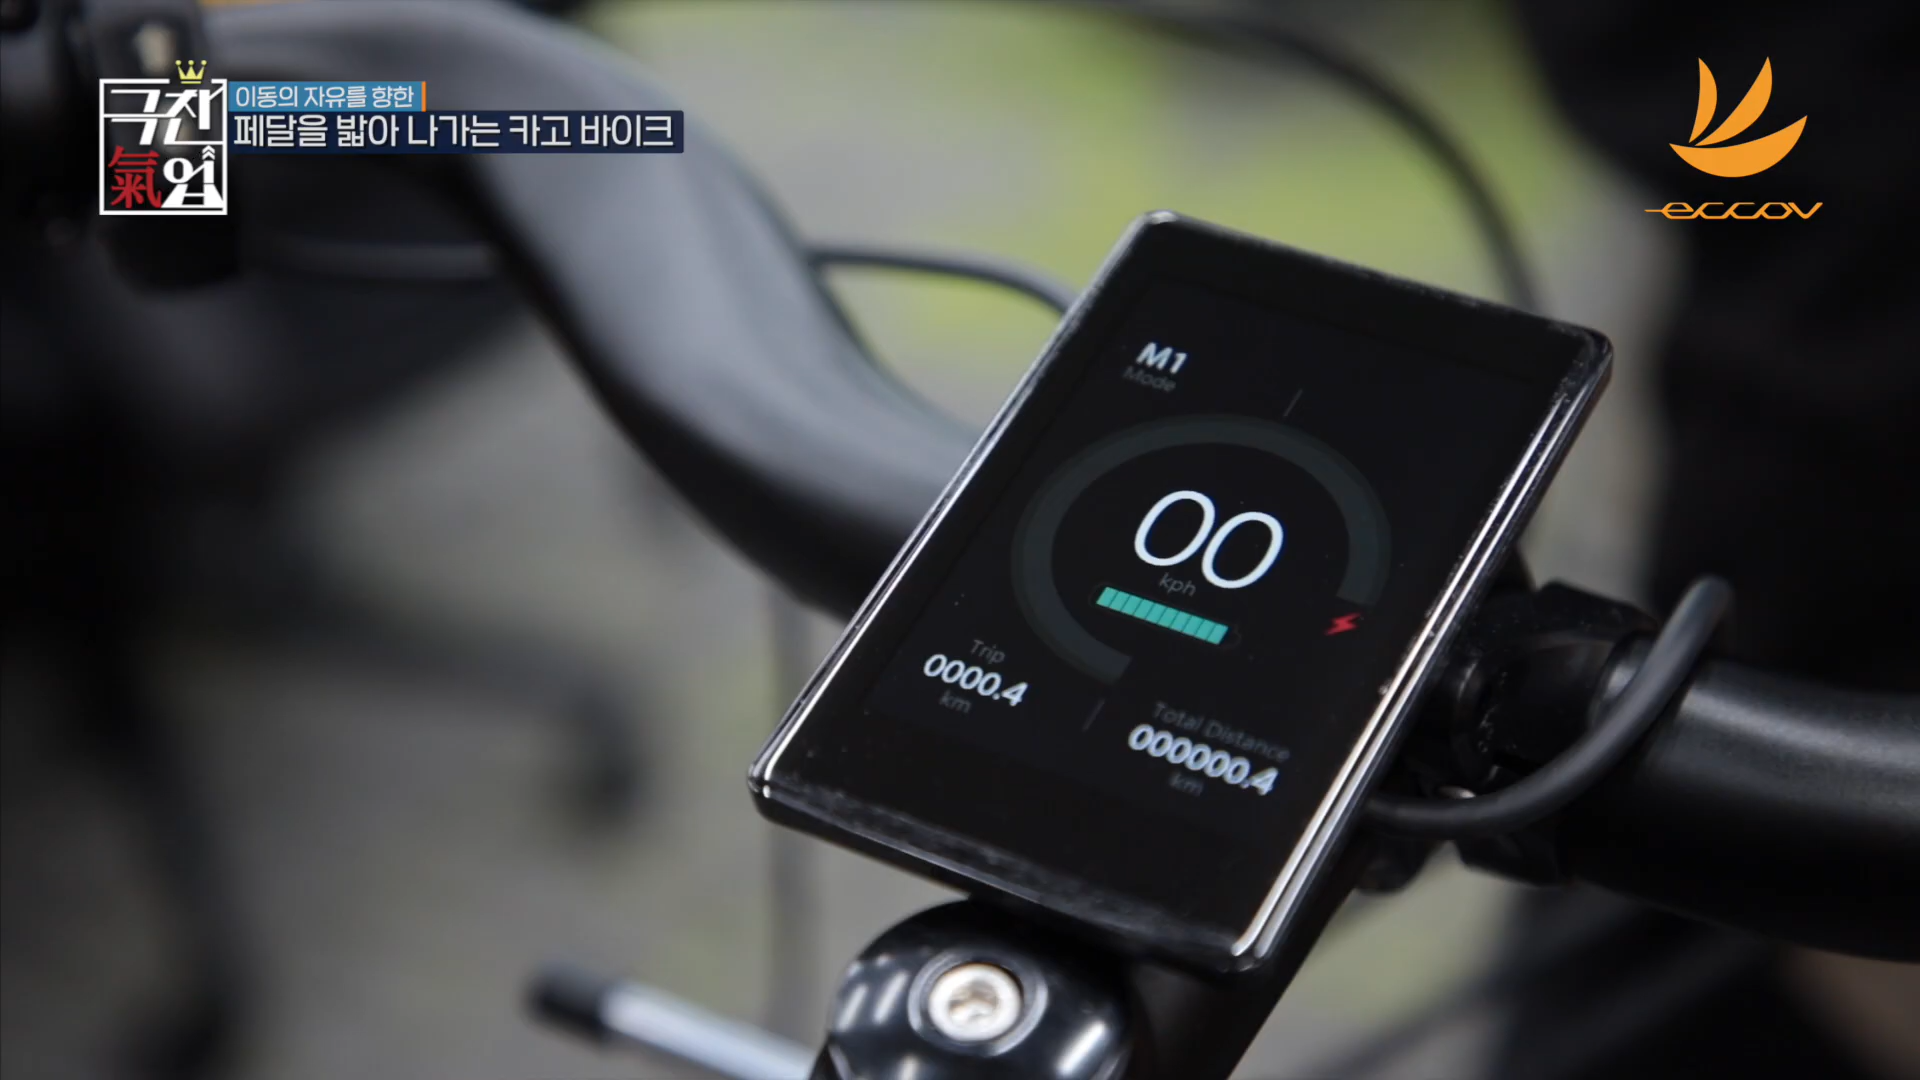 극찬
氣업
이동의 자유를 향한
페달을 밟아 나가는 카고 바이크
eccov
M1
Mode
00
kph
Trip
0000.4
km
Total Distance
000000.4
km